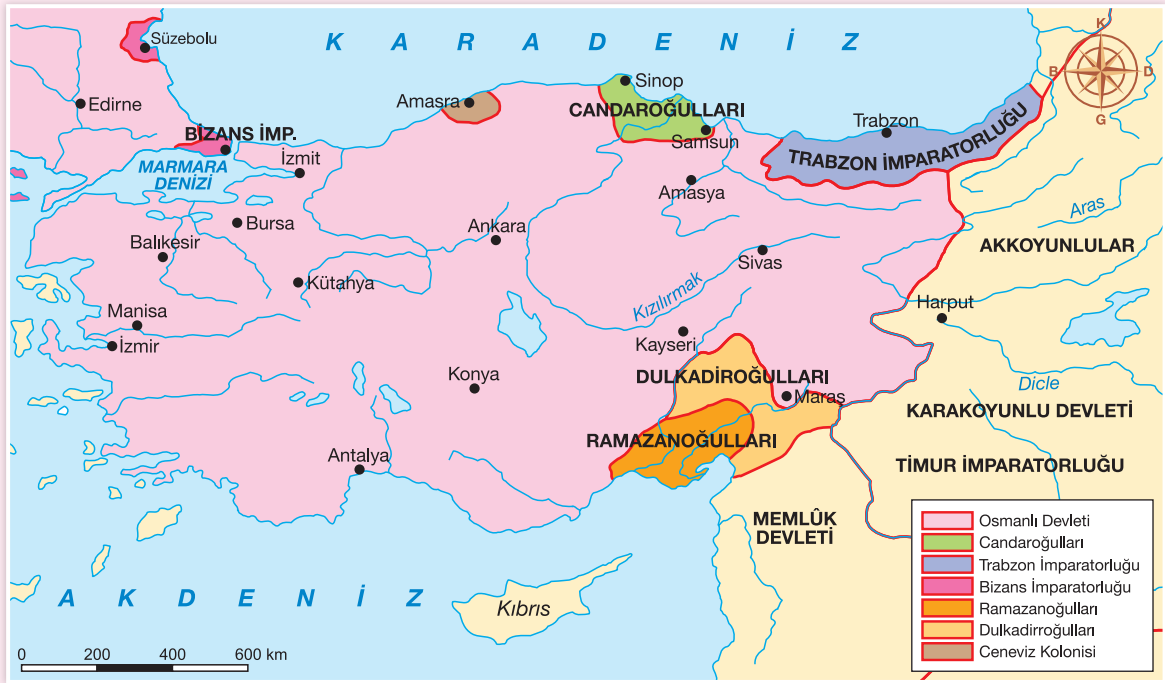 K A R A D E N İ Z
Süzebolu
Edirne
BİZANS İMP.
MARMARA
DENİZİ
İzmit
Amasra
Sinop
CANDAROĞULLARI
Samsun
Amasya
Trabzon
TRABZON İMPARATORLUĞU
K
B
D
G
Aras
AKKOYUNLULAR
Bursa
Balıkesir
Ankara
Sivas
Kütahya
Kızılırmak
Harput
Manisa
İzmir
Kayseri
Konya
DULKADİROĞULLARI
Maraş
Dicle
KARAKOYUNLU DEVLETİ
RAMAZANOĞULLARI
Antalya
TİMUR İMPARATORLUĞU
MEMLÛK
DEVLETİ
A K D E N İ Z
Kıbrıs
0 200 400 600 km
Osmanlı Devleti
Candaroğulları
Trabzon İmparatorluğu
Bizans İmparatorluğu
Ramazanoğulları
Dulkadirroğulları
Ceneviz Kolonisi